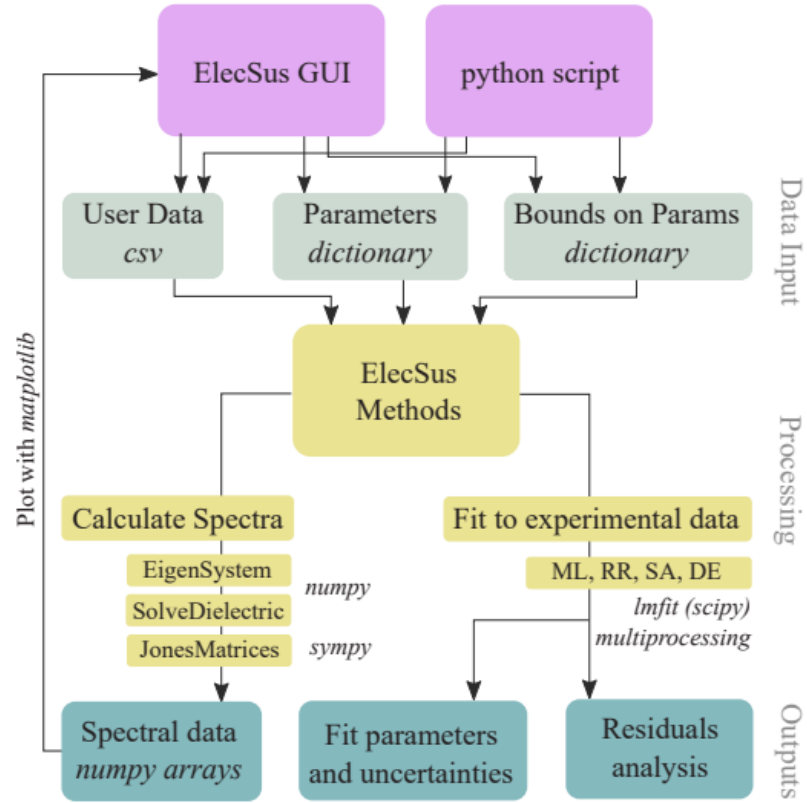 ElecSus GUI
python script
User Data
csv
Parameters
dictionary
Bounds on Params
dictionary
Data Input
ElecSus
Methods
Plot with matplotlib
Processing
Calculate Spectra
Fit to experimental data
EigenSystem
numpy
SolveDielectric
JonesMatrices
sympy
ML, RR, SA, DE
lmfit (scipy)
multiprocessing
Spectral data
numpy arrays
Fit parameters
and uncertainties
Residuals
analysis
Outputs